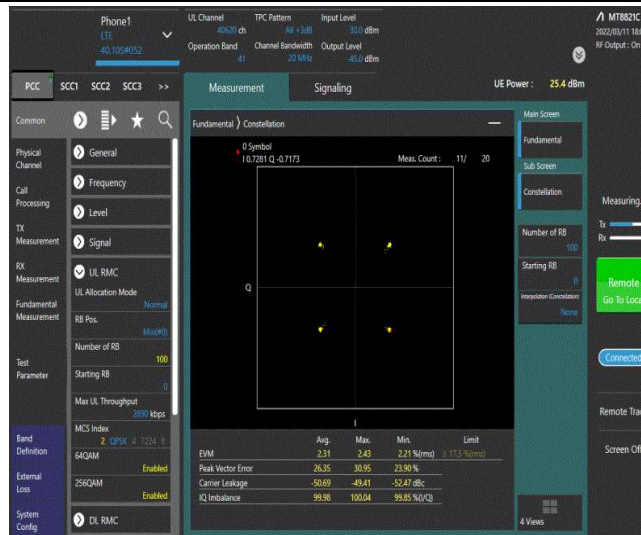 Phone1
LTE
40.105#052
UL Channel TPC Pattern Input Level
40620 ch All +3dB 30.0 dBm
Operation Band Channel Bandwidth Output Level
41 20 MHz -45.0 dBm
MT8821C
2022/03/11 18:0
RF Output : On
PCC SCC1 SCC2 SCC3 >>
Measurement Signaling
UE Power : 25.4 dBm
Common
Physical
Channel
Call
Processing
TX
Measurement
RX
Measurement
Fundamental
Measurement
Test
Parameter
Band
Definition
External
Loss
System
Config
General
Frequency
Level
Signal
UL RMC
UL Allocation Mode
Normal
RB Pos.
Min(#0)
Number of RB
100
Starting RB
0
Max UL Throughput
2890 kbps
MCS Index
2 QPSK 4 7224 8
64QAM
Enabled
256QAM
Enabled
DL RMC
Fundamental Constellation
0 Symbol
I 0.7281 Q -0.7173 Meas. Count : 11/ 20
Q
I
Avg. Max. Min. Limit
EVM 2.31 2.43 2.21 %(rms) ≤ 17.5 %(rms)
Peak Vector Error 26.35 30.95 23.90 %
Carrier Leakage -50.69 -49.41 -52.47 dBc
IQ Imbalance 99.98 100.04 99.85 %(I/Q)
Main Screen
Fundamental
Sub Screen
Constellation
Number of RB
100
Starting RB
0
Interpolation (Constellation)
None
4 Views
Measuring.
Tx
Rx
Remote
Go To Loca
Connected
Remote Tra
Screen Off